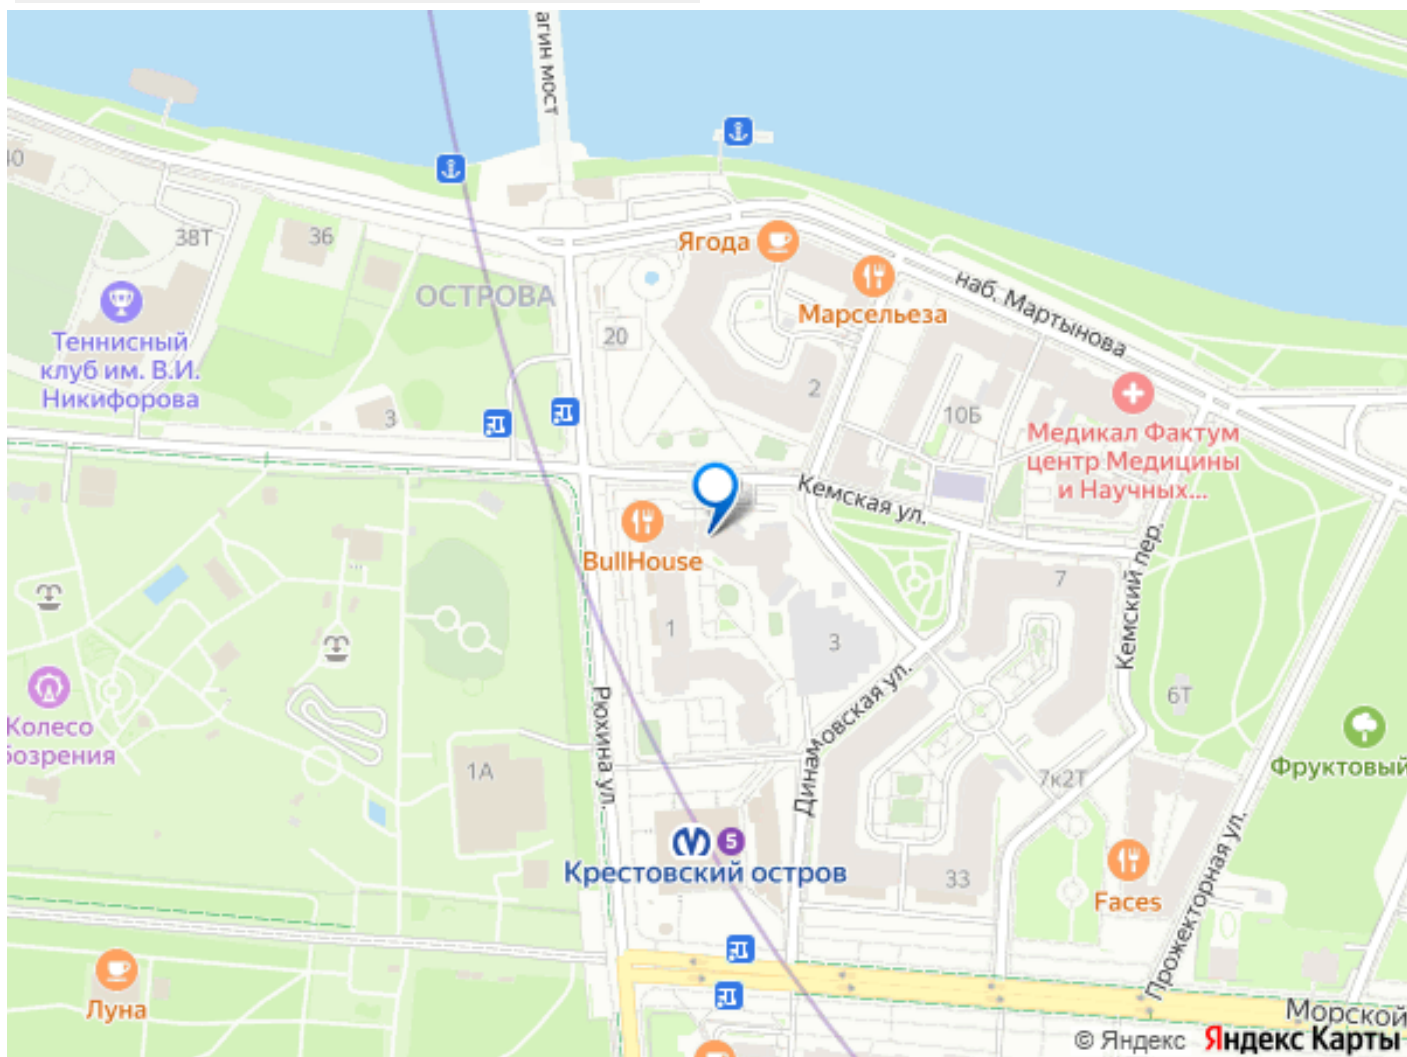 агин мост
40
38Т
36
ОСТРОВА
Ягода
Марсельеза
наб. Мартынова
Теннисный
клуб им. В.И.
Никифорова
20
3
2
10Б
Медикал Фактум
центр Медицины
и Научных...
Кемская ул.
BullHouse
Кемский пер.
7
1
3
Динамовская ул.
Рюхина ул.
6Т
Колесо
бозрения
1А
7к2Т
Фруктовый
5
Крестовский остров
33
Faces
Прожекторная ул.
Луна
Морской
© Яндекс Яндекс Карты